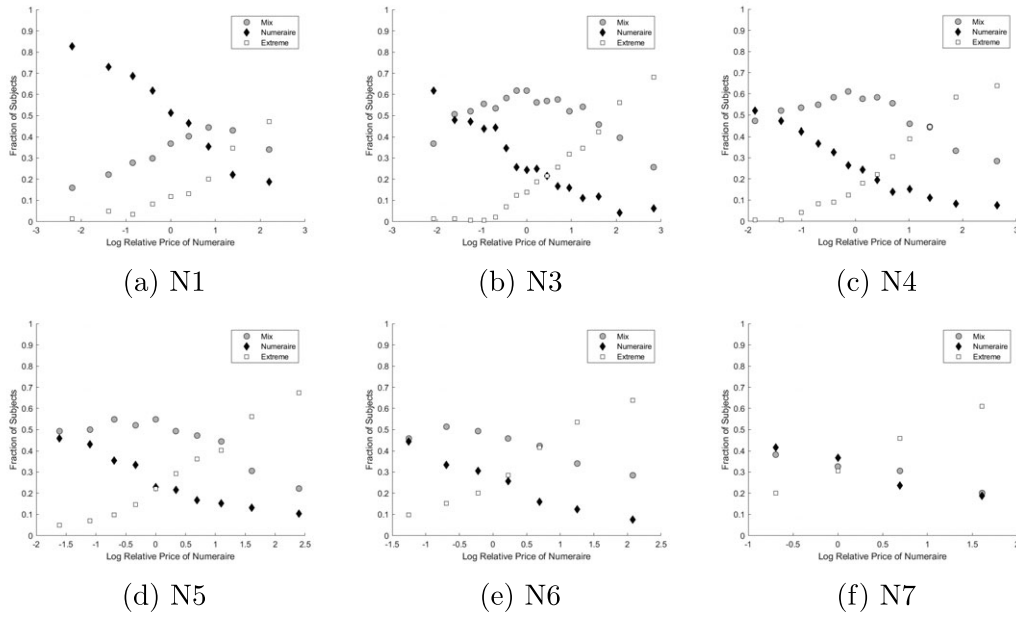 Fraction of Subjects
1
0.9
0.8
0.7
0.6
0.5
0.4
0.3
0.2
0.1
0
Mix
Numeraire
Extreme
-3 -2 -1 0 1 2 3
Log Relative Price of Numeraire
(a) N1
Fraction of Subjects
1
0.9
0.8
0.7
0.6
0.5
0.4
0.3
0.2
0.1
0
Mix
Numeraire
Extreme
-3 -2 -1 0 1 2 3
Log Relative Price of Numeraire
(b) N3
Fraction of Subjects
1
0.9
0.8
0.7
0.6
0.5
0.4
0.3
0.2
0.1
0
Mix
Numeraire
Extreme
-2 -1 0 1 2 3
Log Relative Price of Numeraire
(c) N4
Fraction of Subjects
1
0.9
0.8
0.7
0.6
0.5
0.4
0.3
0.2
0.1
0
Mix
Numeraire
Extreme
-2 -1.5 -1 -0.5 0 0.5 1 1.5 2 2.5
Log Relative Price of Numeraire
(d) N5
Fraction of Subjects
1
0.9
0.8
0.7
0.6
0.5
0.4
0.3
0.2
0.1
0
Mix
Numeraire
Extreme
-1.5 -1 -0.5 0 0.5 1 1.5 2 2.5
Log Relative Price of Numeraire
(e) N6
Fraction of Subjects
1
0.9
0.8
0.7
0.6
0.5
0.4
0.3
0.2
0.1
0
Mix
Numeraire
Extreme
-1 -0.5 0 0.5 1 1.5 2
Log Relative Price of Numeraire
(f) N7